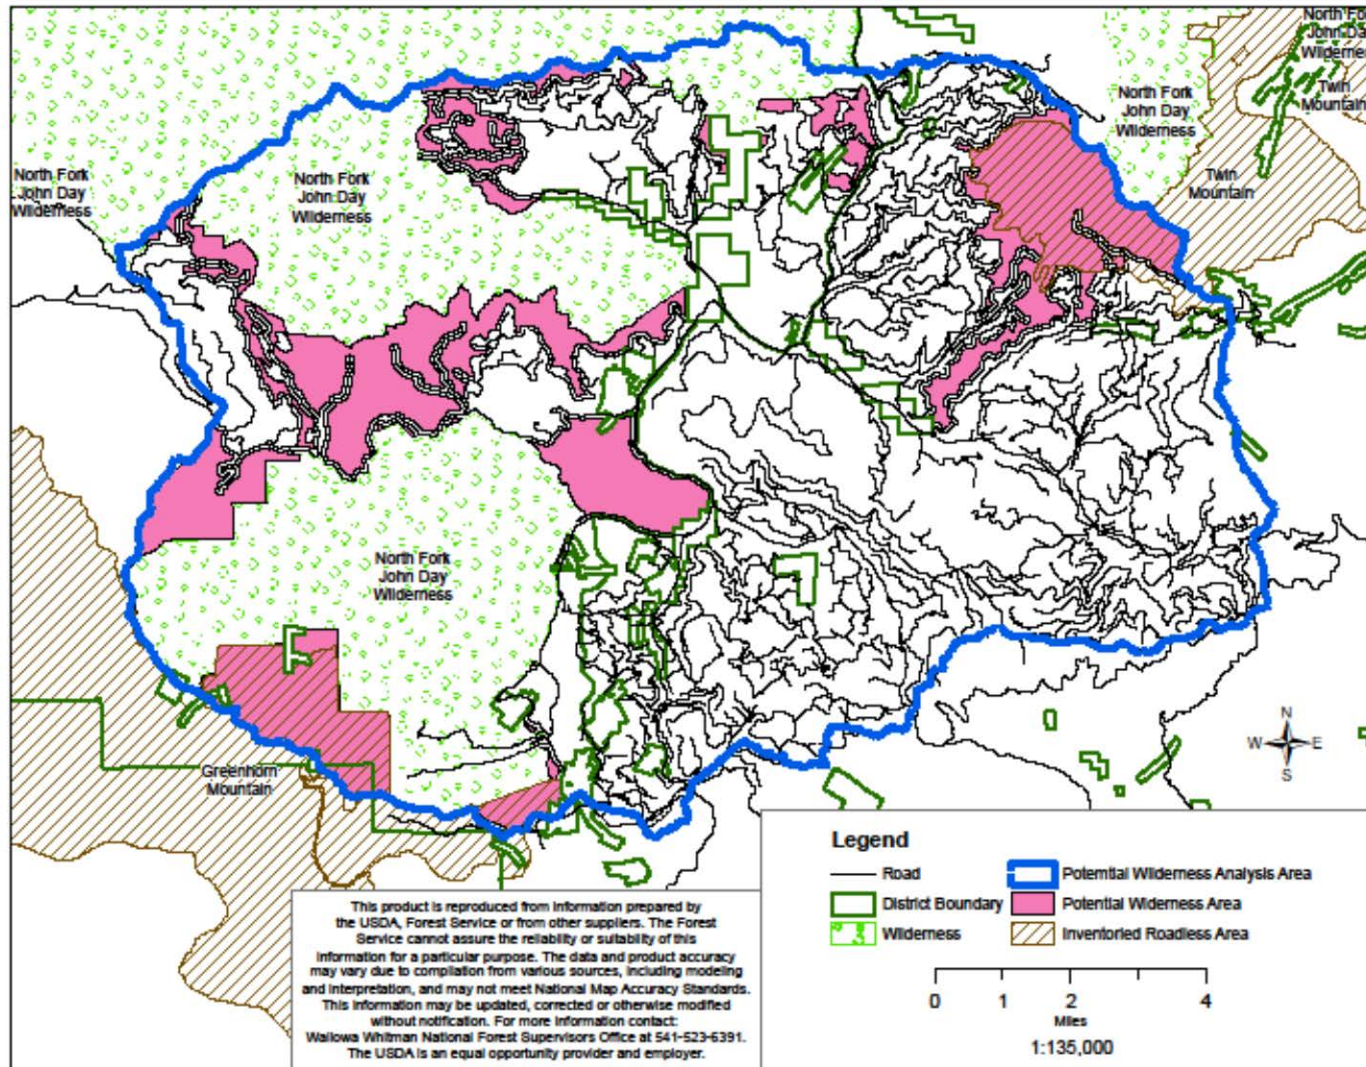 North Fork
John Day
Wilderness
North Fork
John Day
Wilderness
Twin
Mountain
Twin
Mountain
North Fork
John Day
Wilderness
North Fork
John Day
Wilderness
North Fork
John Day
Wilderness
Greenhorn
Mountain
N
W
E
S
Legend
Road
District Boundary
Wilderness
Potential Wilderness Analysis Area
Potential Wilderness Area
Inventoried Roadless Area
0 1 2 4
Miles
1:135,000
This product is reproduced from information prepared by
the USDA, Forest Service or from other suppliers. The Forest
Service cannot assure the reliability or suitability of this
information for a particular purpose. The data and product accuracy
may vary due to compilation from various sources, including modeling
and interpretation, and may not meet National Map Accuracy Standards.
This information may be updated, corrected or otherwise modified
without notification. For more information contact:
Wallowa Whitman National Forest Supervisors Office at 541-523-6391.
The USDA is an equal opportunity provider and employer.